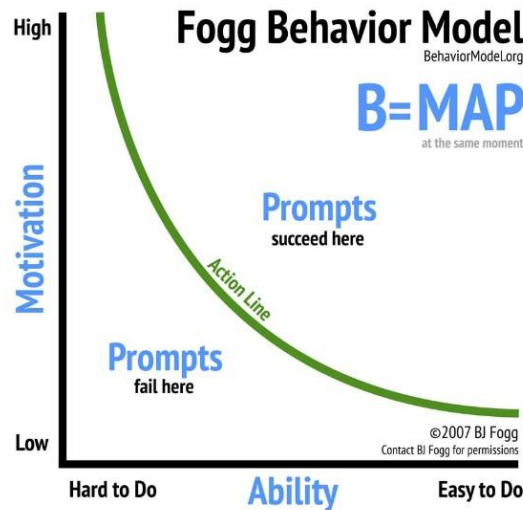 High
Fogg Behavior Model
BehaviorModel.org
B=MAP
at the same moment
Motivation
Prompts
succeed here
Action Line
Prompts
fail here
©2007 BJ Fogg
Contact BJ Fogg for permissions
Low
Hard to Do
Ability
Easy to Do